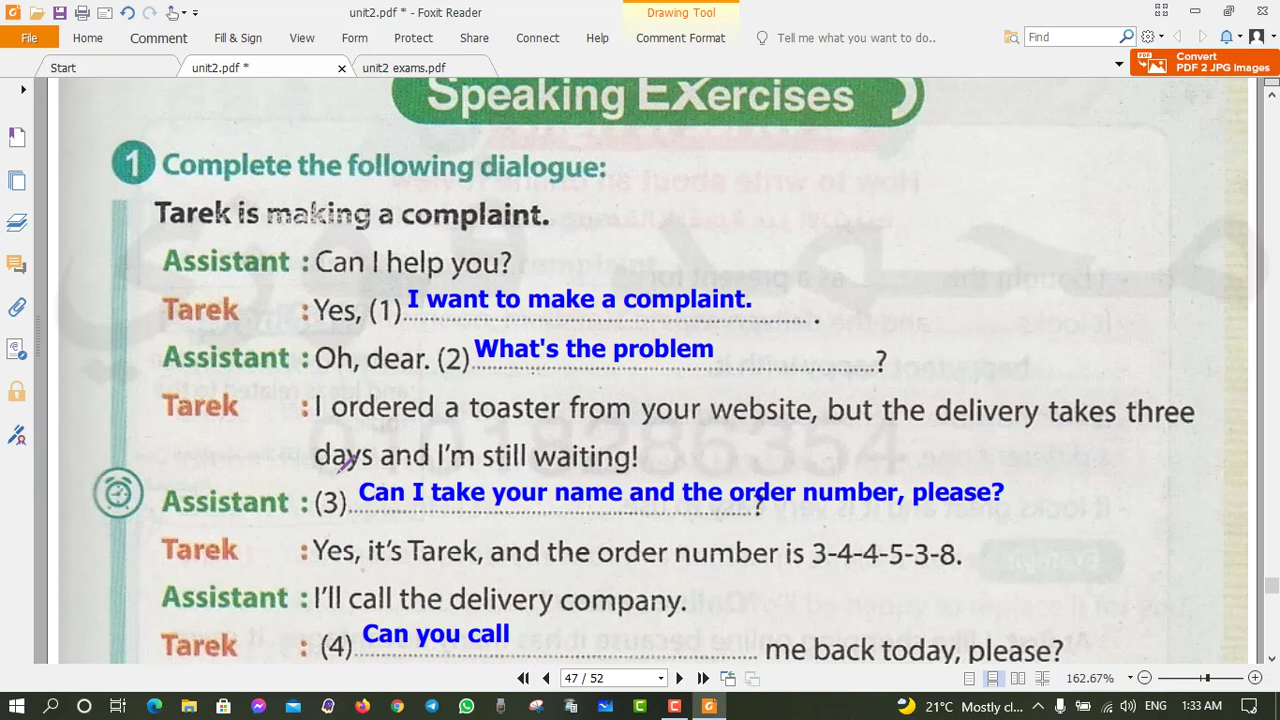 unit2.pdf * - Foxit Reader
Drawing Tool
File Home Comment Fill & Sign View Form Protect Share Connect Help Comment Format Tell me what you want to do.. Find
Start unit2.pdf * unit2 exams.pdf
Convert
PDF 2 JPG Images
Speaking Exercises
1 Complete the following dialogue:
Tarek is making a complaint.
Assistant : Can I help you?
Tarek : Yes, (1) I want to make a complaint.
Assistant : Oh, dear. (2) What's the problem ?
Tarek : I ordered a toaster from your website, but the delivery takes three
days and I'm still waiting!
Assistant : (3) Can I take your name and the order number, please? ?
Tarek : Yes, it's Tarek, and the order number is 3-4-4-5-3-8.
Assistant : I'll call the delivery company.
Tarek (4) Can you call me back today, please?
47 / 52
162.67%
21°C Mostly cl... ENG 1:33 AM